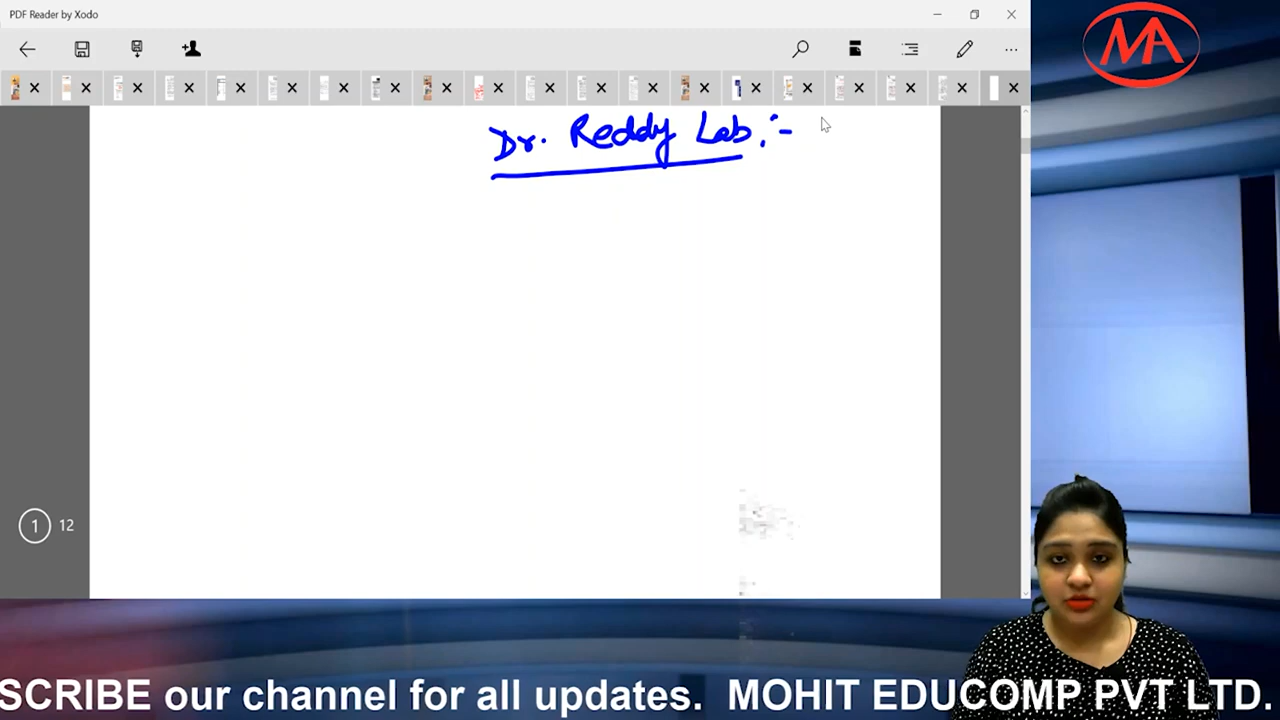 PDF Reader by Xodo
MA
Dr. Reddy Lab :-
1 12
SCRIBE our channel for all updates. MOHIT EDUCOMP PVT LTD.